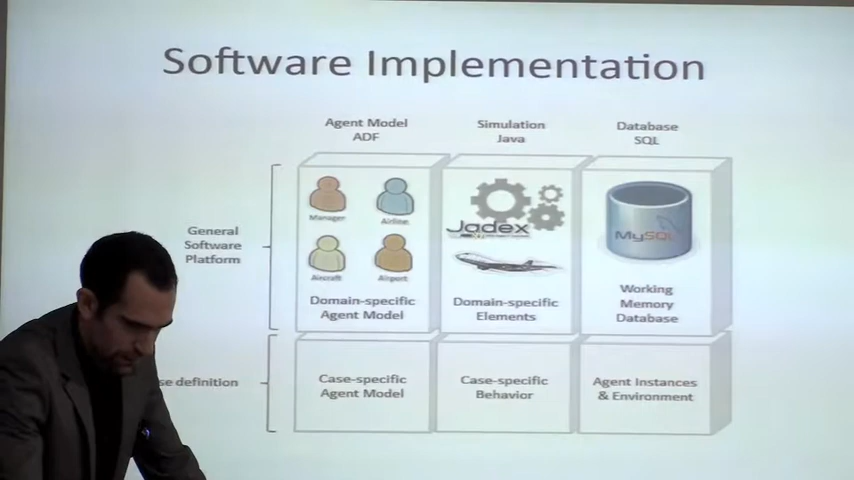 Software Implementation
Agent Model
ADF
Simulation
Java
Database
SQL
General
Software
Platform
Manager
Airline
Aircraft
Airport
Domain-specific
Agent Model
Jadex
Domain-specific
Elements
MySQL
Working
Memory
Database
se definition
Case-specific
Agent Model
Case-specific
Behavior
Agent Instances
& Environment